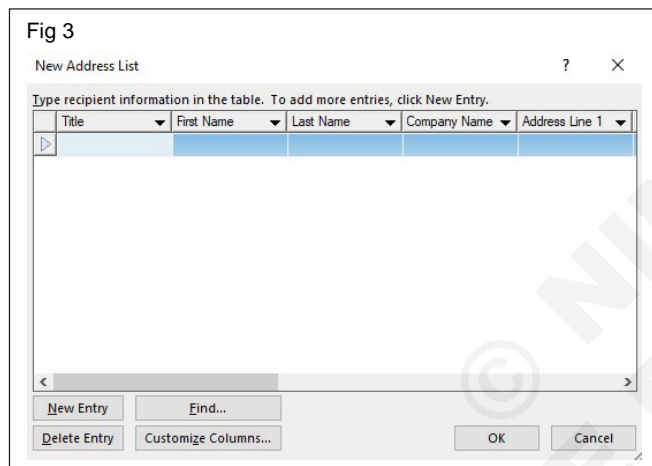 Fig 3
New Address List ? ×
Type recipient information in the table. To add more entries, click New Entry.
Title First Name Last Name Company Name Address Line 1
New Entry Find...
Delete Entry Customize Columns... OK Cancel
©